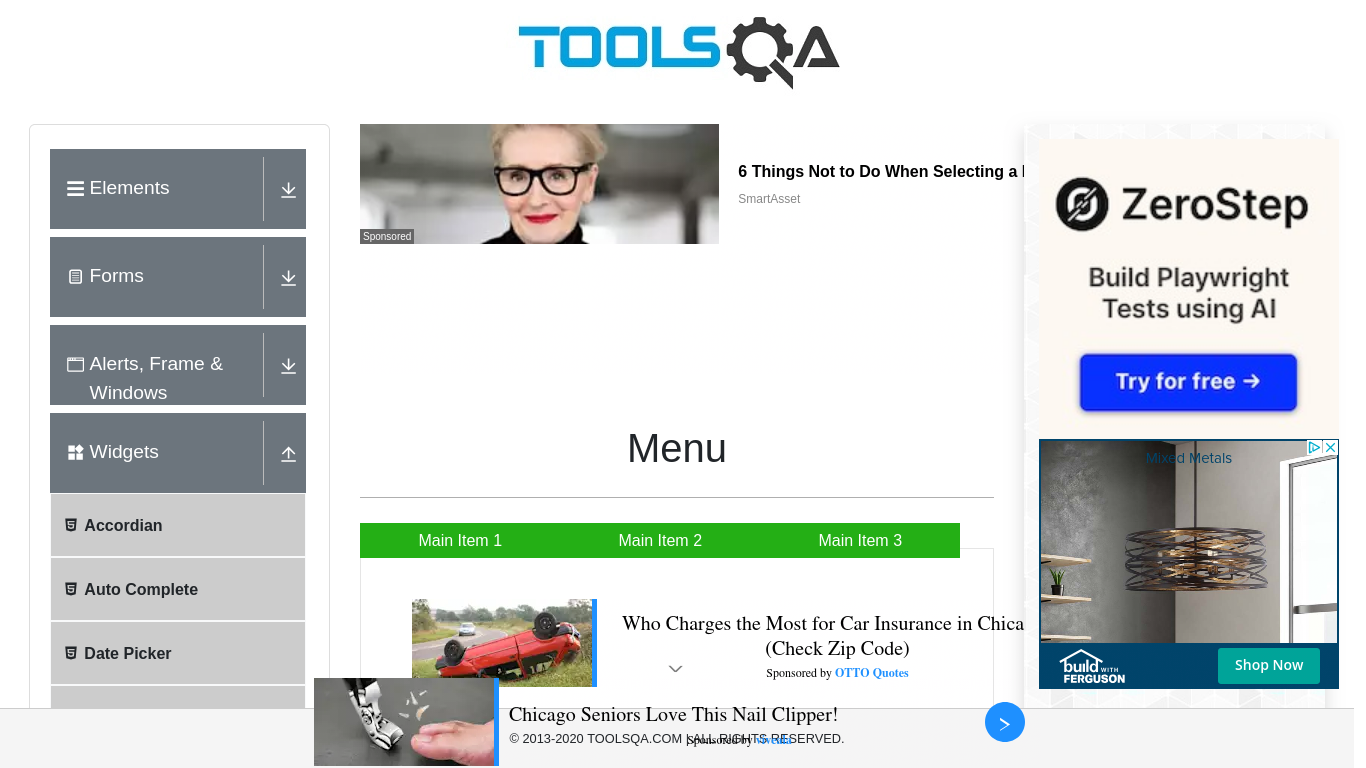 TOOLSQA
Elements
Forms
Alerts, Frame &
Windows
Widgets
Accordian
Auto Complete
Date Picker
Sponsored
6 Things Not to Do When Selecting a
SmartAsset
Menu
Main Item 1
Main Item 2
Main Item 3
Who Charges the Most for Car Insurance in Chica
(Check Zip Code)
Sponsored by OTTO Quotes
Chicago Seniors Love This Nail Clipper!
Sponsored by
© 2013-2020 TOOLSQA.COM | ALL RIGHTS RESERVED.
ZeroStep
Build Playwright
Tests using AI
Try for free →
Mixed Metals
build WITH
FERGUSON
Shop Now